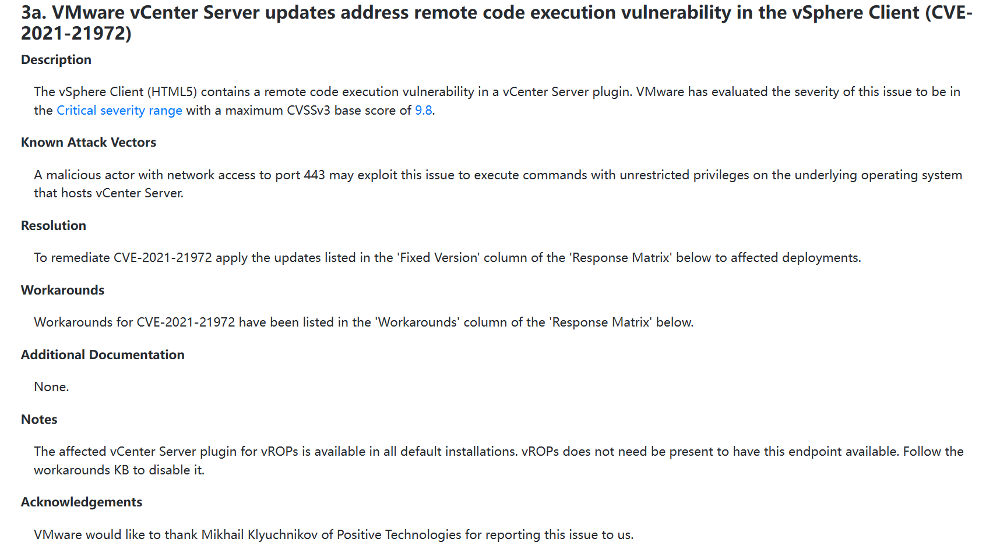 3a. VMware vCenter Server updates address remote code execution vulnerability in the vSphere Client (CVE-
2021-21972)
Description
The vSphere Client (HTML5) contains a remote code execution vulnerability in a vCenter Server plugin. VMware has evaluated the severity of this issue to be in
the Critical severity range with a maximum CVSSv3 base score of 9.8.
Known Attack Vectors
A malicious actor with network access to port 443 may exploit this issue to execute commands with unrestricted privileges on the underlying operating system
that hosts vCenter Server.
Resolution
To remediate CVE-2021-21972 apply the updates listed in the 'Fixed Version' column of the 'Response Matrix' below to affected deployments.
Workarounds
Workarounds for CVE-2021-21972 have been listed in the 'Workarounds' column of the 'Response Matrix' below.
Additional Documentation
None.
Notes
The affected vCenter Server plugin for vROPs is available in all default installations. vROPs does not need be present to have this endpoint available. Follow the
workarounds KB to disable it.
Acknowledgements
VMware would like to thank Mikhail Klyuchnikov of Positive Technologies for reporting this issue to us.